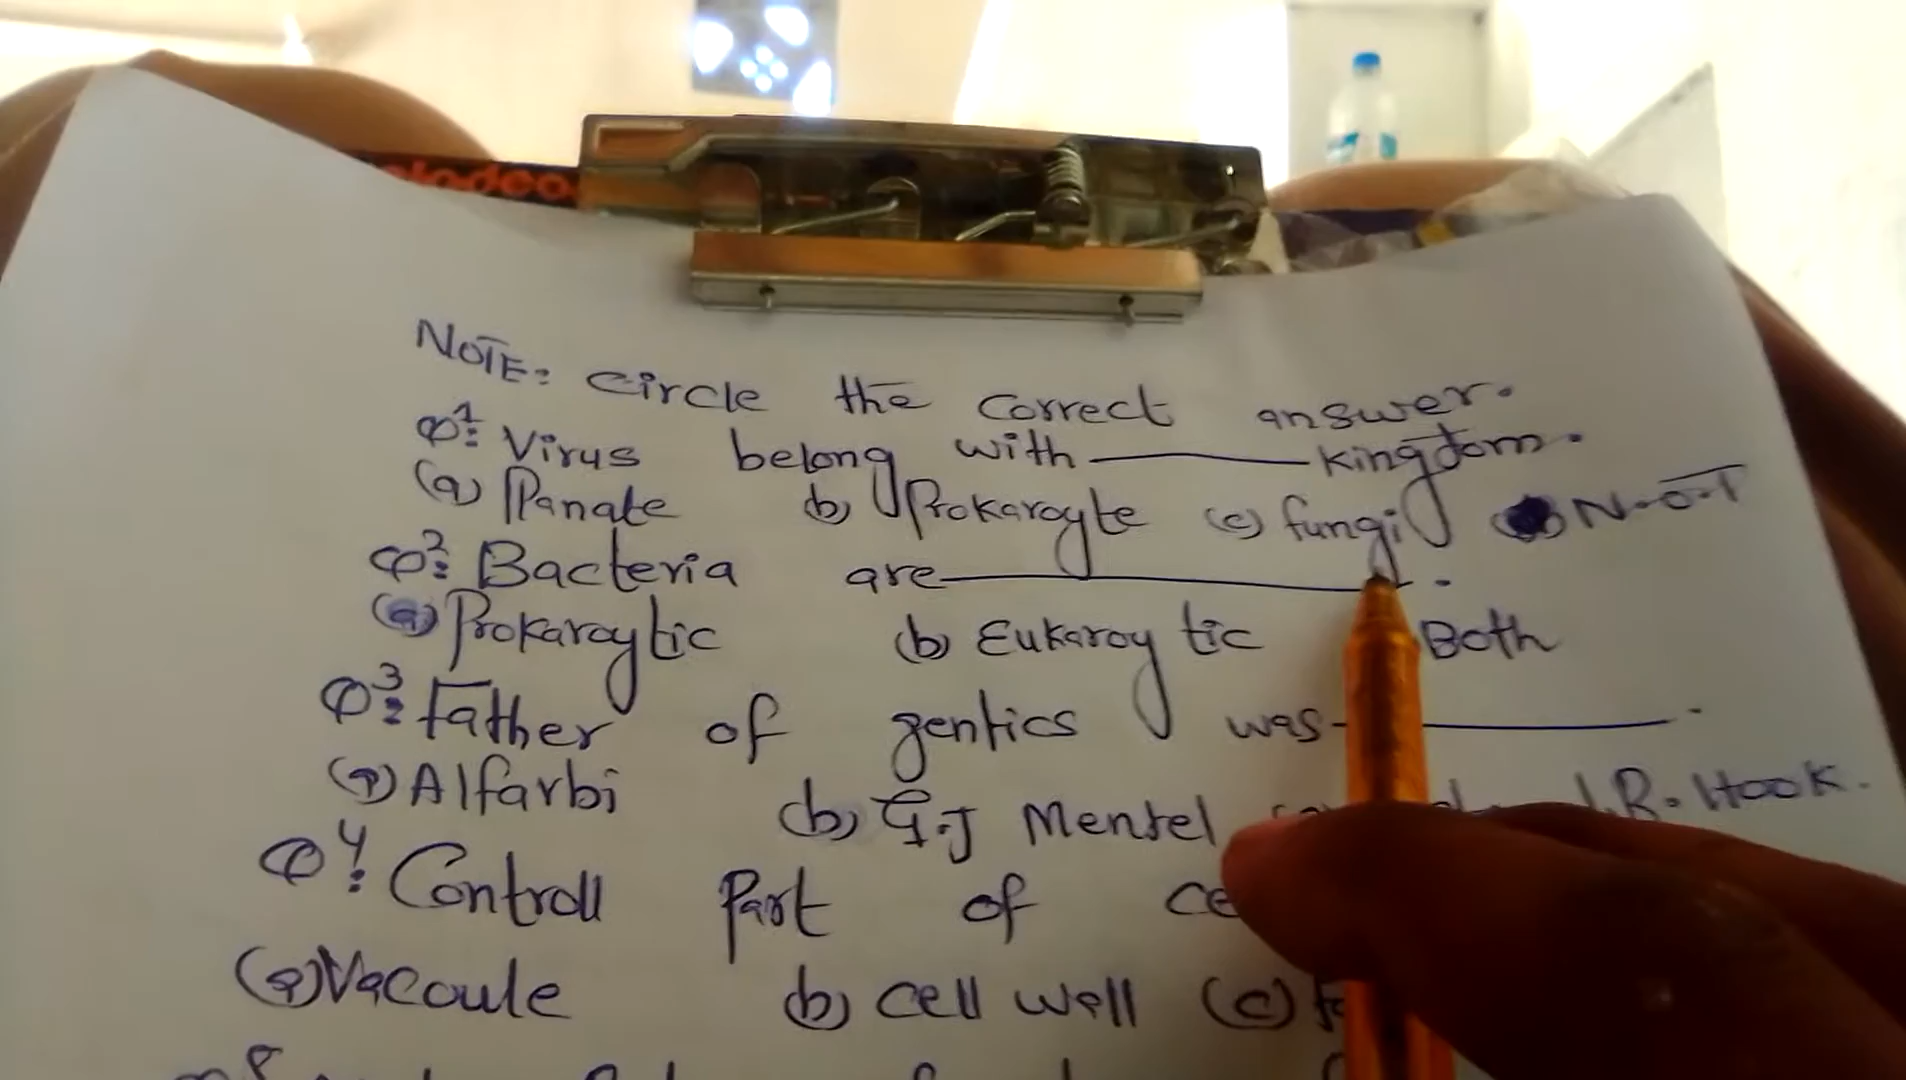 NOTE: circle the correct answer.
Q1: Virus belong with ______ kingdom.
(a) Planate (b) Prokaroyte (c) fungi N.O.T
Q2: Bacteria are ______.
(a) Prokaroytic (b) Eukaroytic Both
Q3: Father of gentics was ______.
(a) Alfarbi (b) G.J Mentel R. Hook.
Q4: Controll Part of
(a) Vacoule (b) cell well (c)